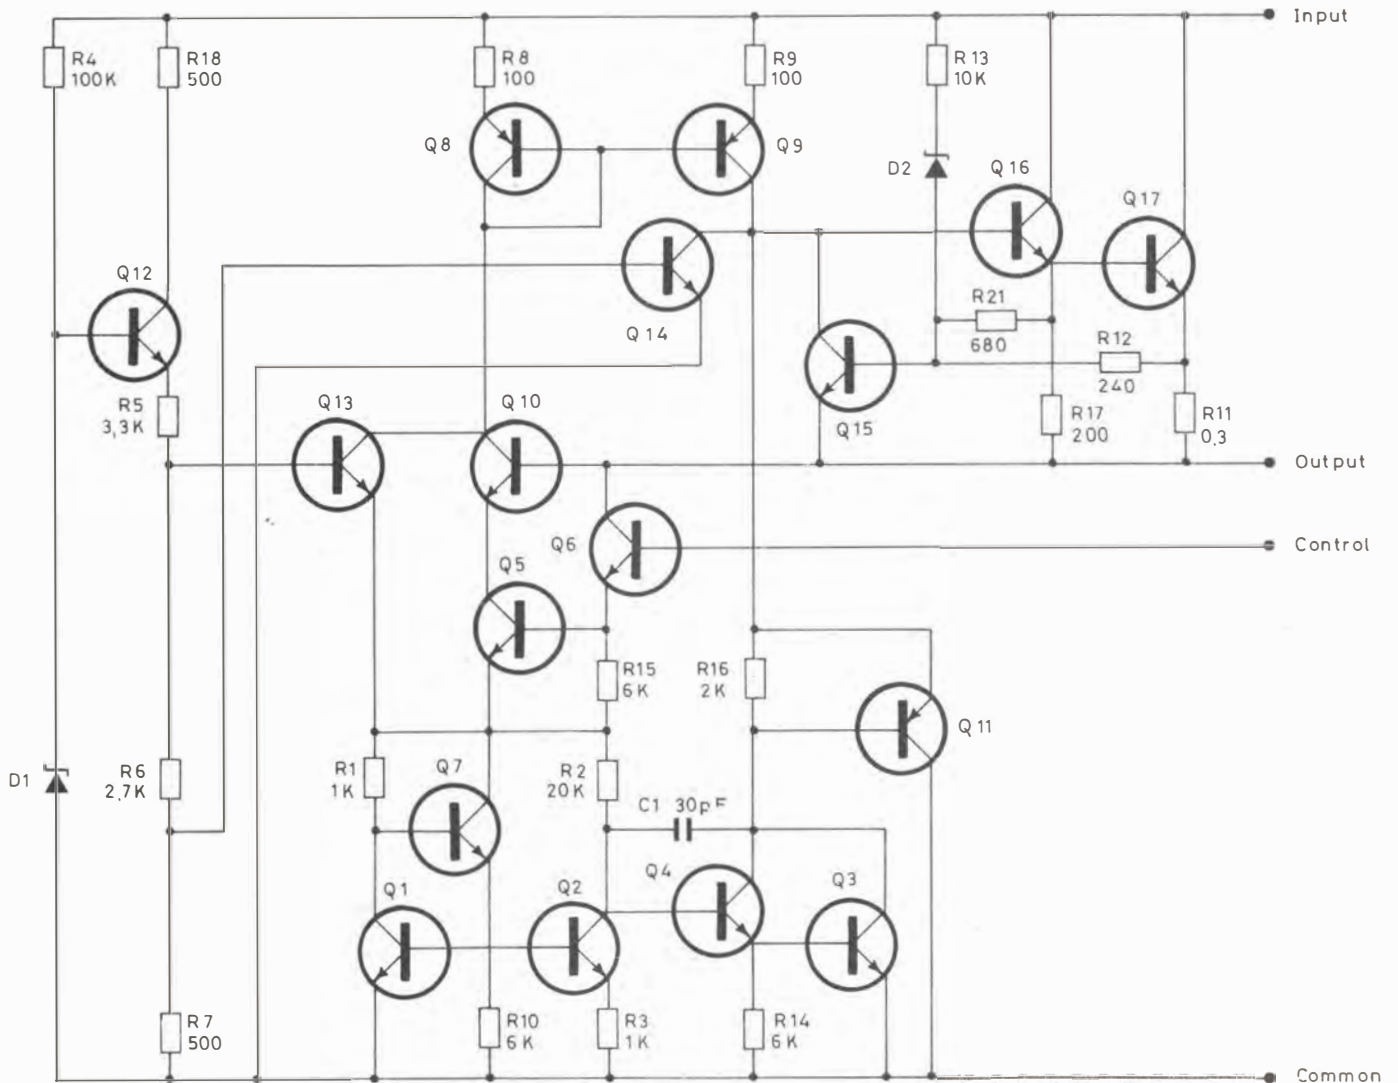 Input
R4
100K
R18
500
R8
100
R9
100
R13
10K
Q8
Q9
D2
Q16
Q17
Q12
Q14
R21
680
R12
240
R5
3,3K
Q13
Q10
Q15
R17
200
R11
0,3
Output
Q6
Control
Q5
R15
6K
R16
2K
Q11
D1
R6
2,7K
R1
1K
Q7
R2
20K
C1 30pF
Q1
Q2
Q4
Q3
R7
500
R10
6K
R3
1K
R14
6K
Common